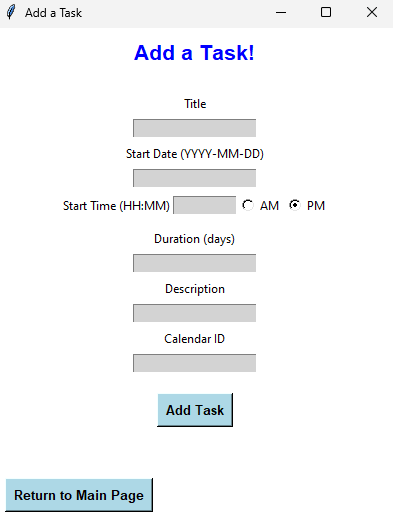 Add a Task
Add a Task!
Title
Start Date (YYYY-MM-DD)
Start Time (HH:MM) AM PM
Duration (days)
Description
Calendar ID
Add Task
Return to Main Page